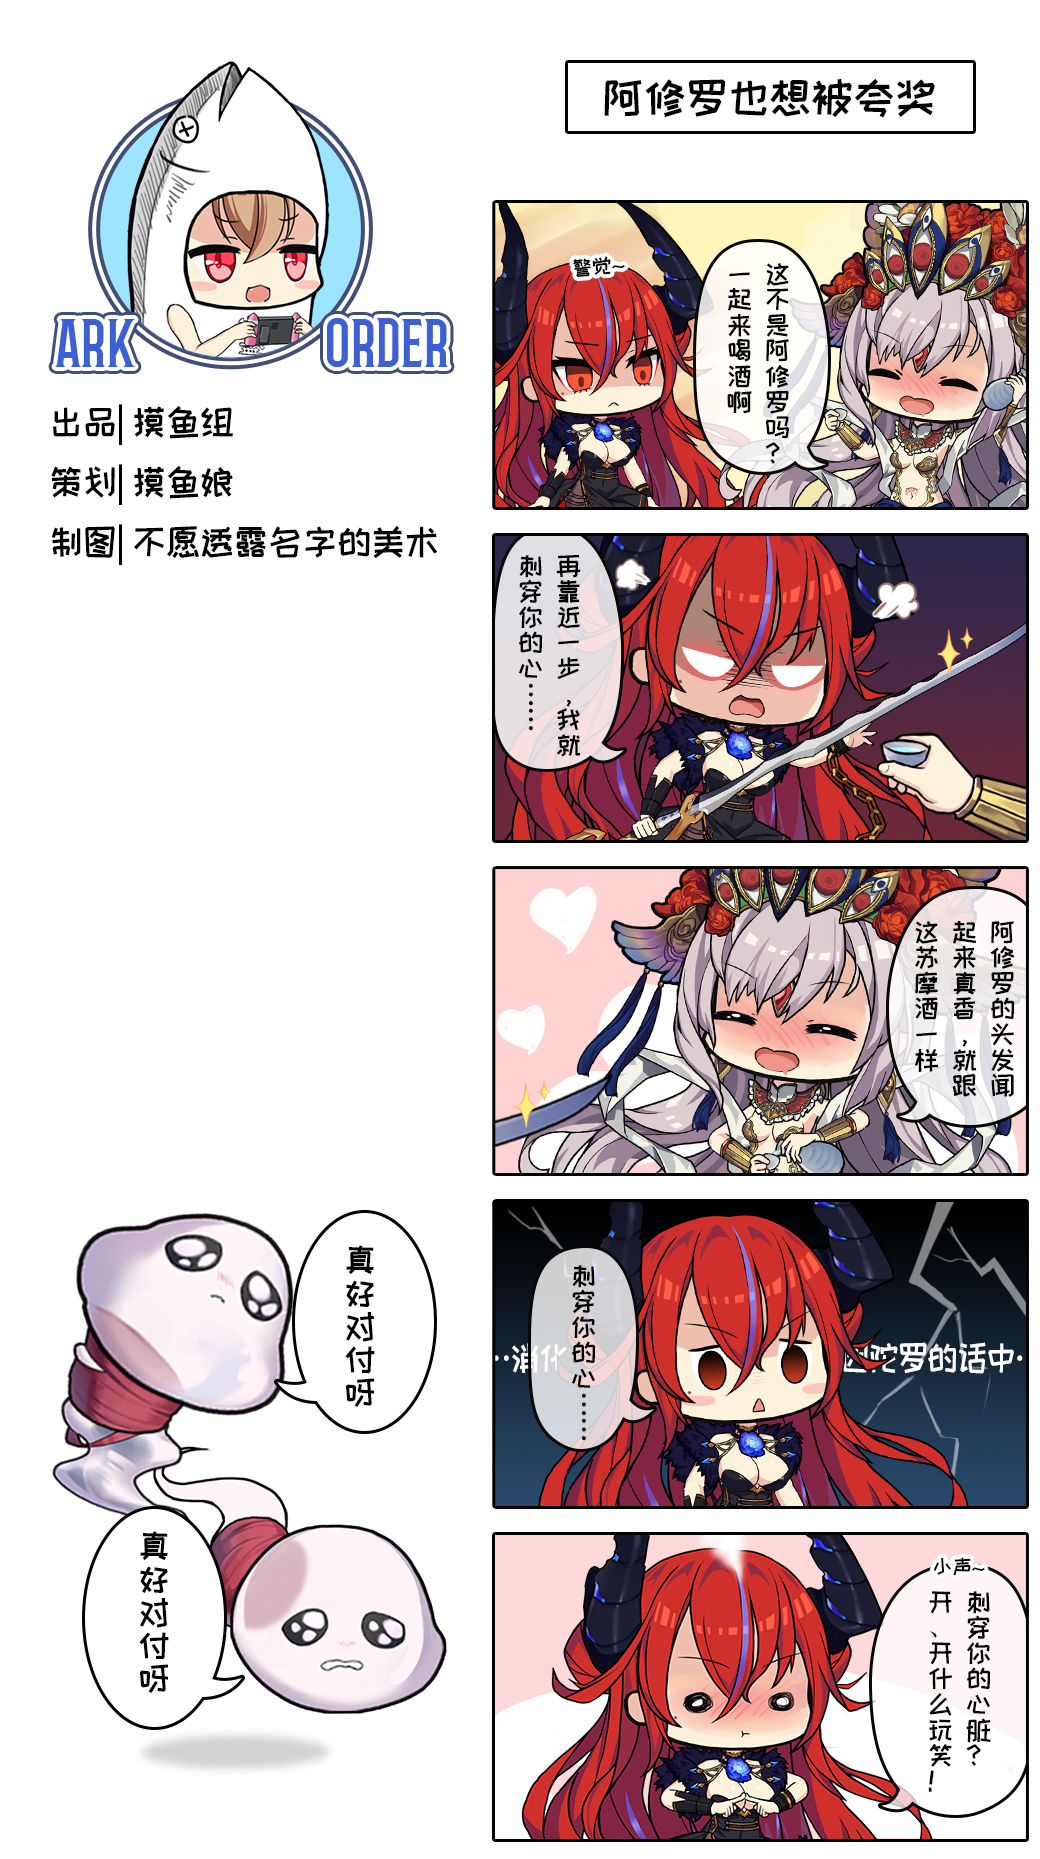 阿修罗也想被夸奖
ARK ORDER
出品|摸鱼组
策划|摸鱼娘
制图|不愿透露名字的美术
警觉~
这不是阿修罗吗?
一起来喝酒啊
再靠近一步,我就
刺穿你的心……
阿修罗的头发闻
起来真香,就跟
这苏摩酒一样
刺穿你的心……
··消化
陀罗的话中·
小声~
刺穿你的心脏?
开、开什么玩笑!
真好对付呀
真好对付呀